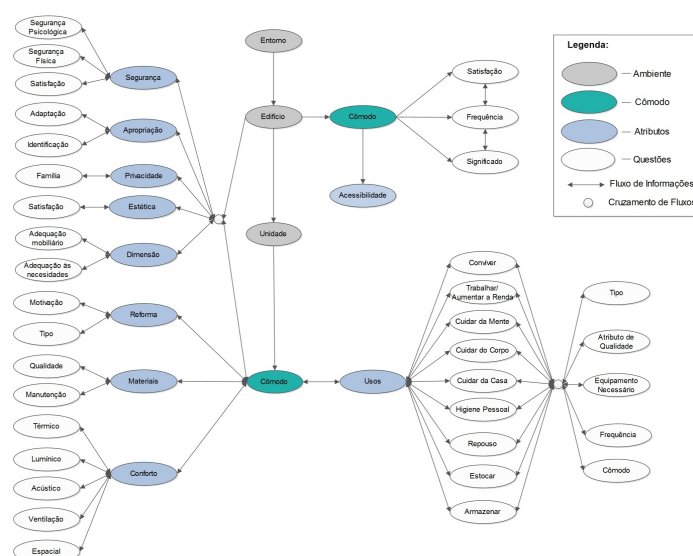 Segurança
Psicológica
Segurança
Física
Satisfação
Segurança
Adaptação
Apropriação
Identificação
Família
Privacidade
Satisfação
Estética
Adequação
mobiliário
Dimensão
Adequação às
necesidades
Motivação
Reforma
Tipo
Qualidade
Materiais
Manutenção
Térmico
Lumínico
Conforto
Acústico
Ventilação
Espacial
Entorno
Edifício
Unidade
Cômodo
Cômodo
Acessibilidade
Satisfação
Frequência
Significado
Usos
Conviver
Trabalhar/
Aumentar a Renda
Cuidar da Mente
Cuidar do Corpo
Cuidar da Casa
Higiene Pessoal
Repouso
Estocar
Armazenar
Tipo
Atributo de
Qualidade
Equipamento
Necessário
Frequência
Cômodo
Legenda:
Ambiente
Cômodo
Atributos
Questões
Fluxo de Informações
Cruzamento de Fluxos